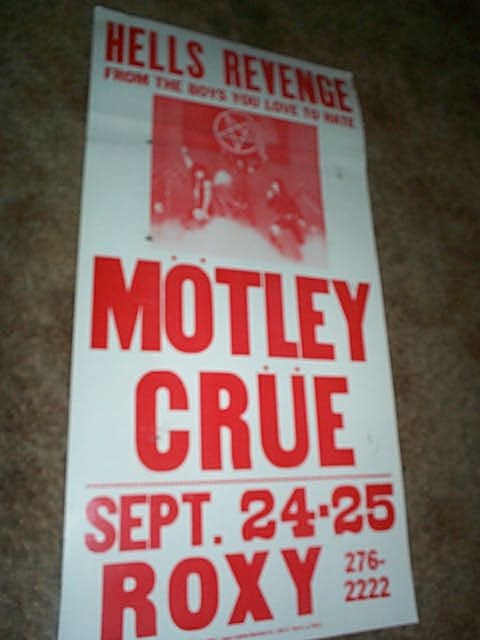 HELLS REVENGE
FROM THE BOYS YOU LOVE TO HATE
MÖTLEY
CRÜE
SEPT. 24·25
ROXY
276-
2222